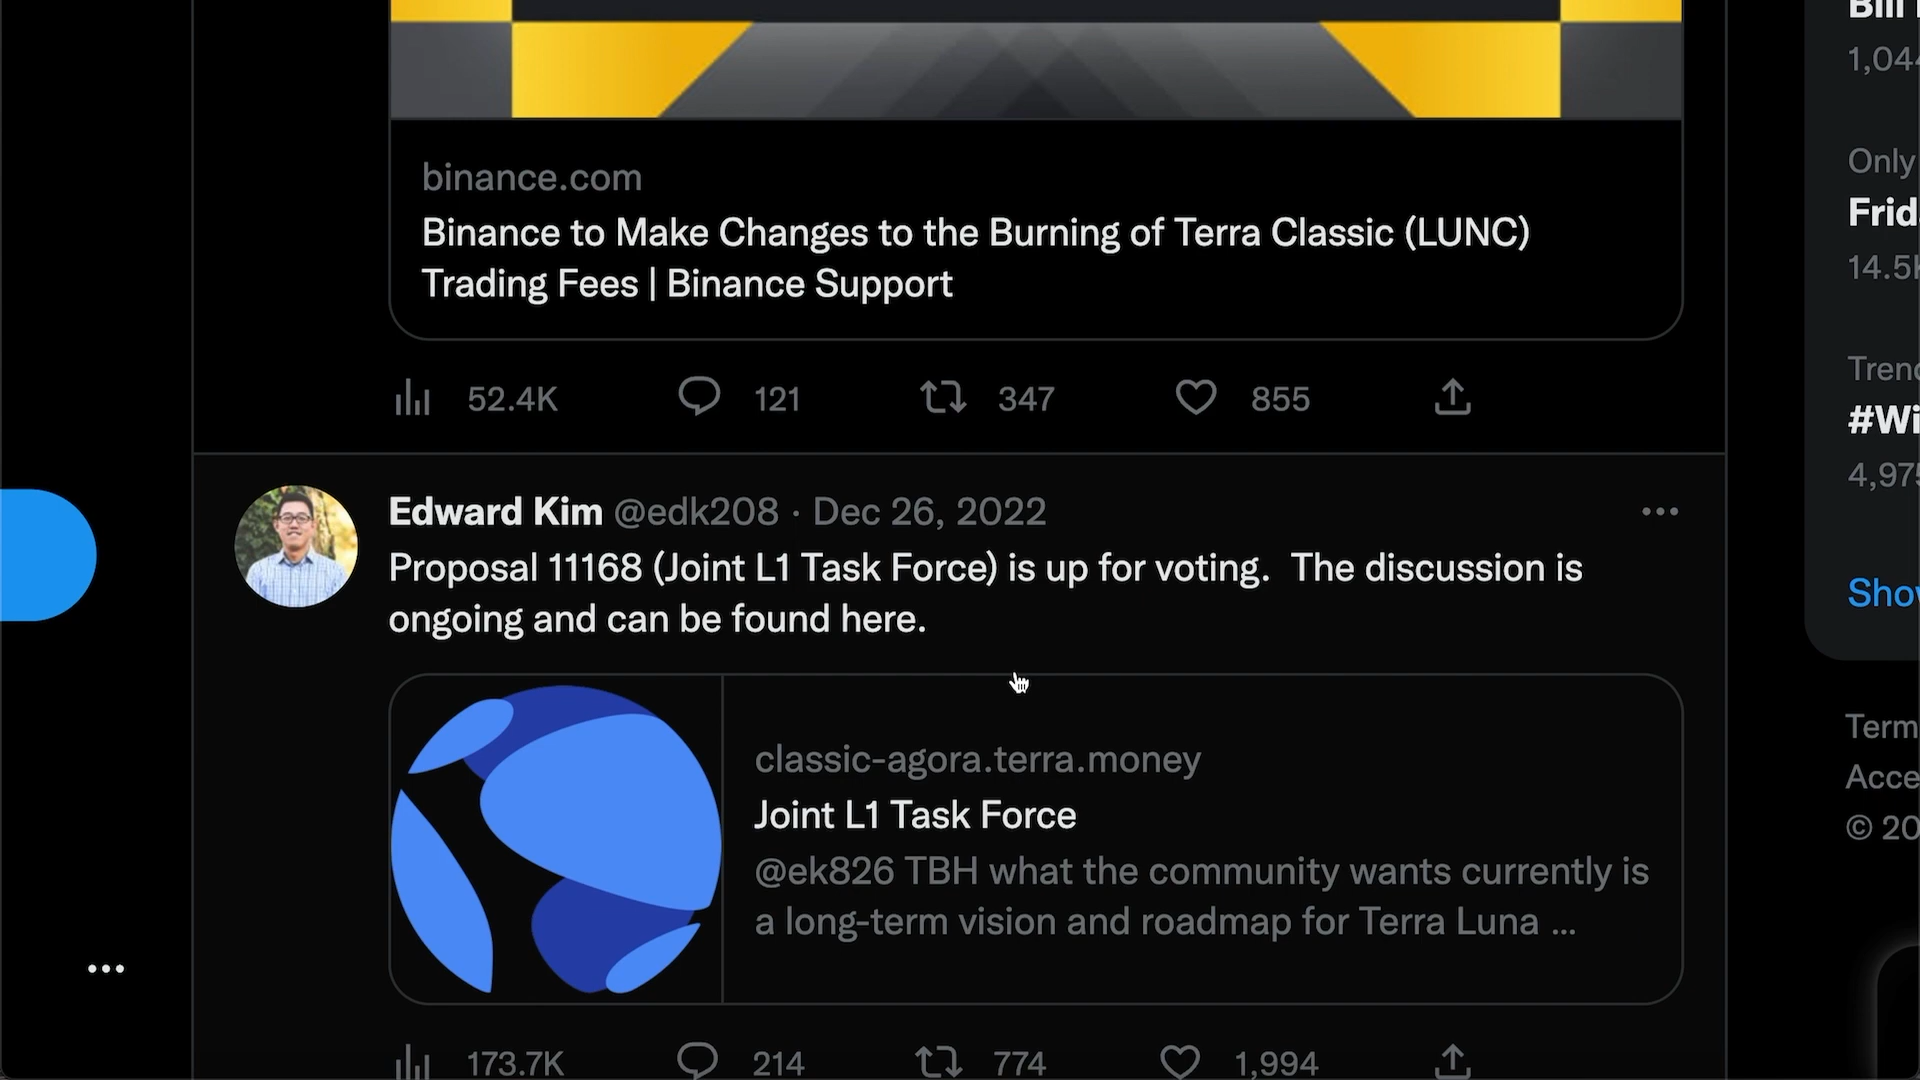 binance.com
Binance to Make Changes to the Burning of Terra Classic (LUNC)
Trading Fees | Binance Support
52.4K 121 347 855
Edward Kim @edk208 · Dec 26, 2022
Proposal 11168 (Joint L1 Task Force) is up for voting. The discussion is
ongoing and can be found here.
classic-agora.terra.money
Joint L1 Task Force
@ek826 TBH what the community wants currently is
a long-term vision and roadmap for Terra Luna ...
173.7K 214 774 1,994
Bill
1,04
Only
Frid
14.5K
Trend
#Wi
4,975
Show
Term
Acce
© 20